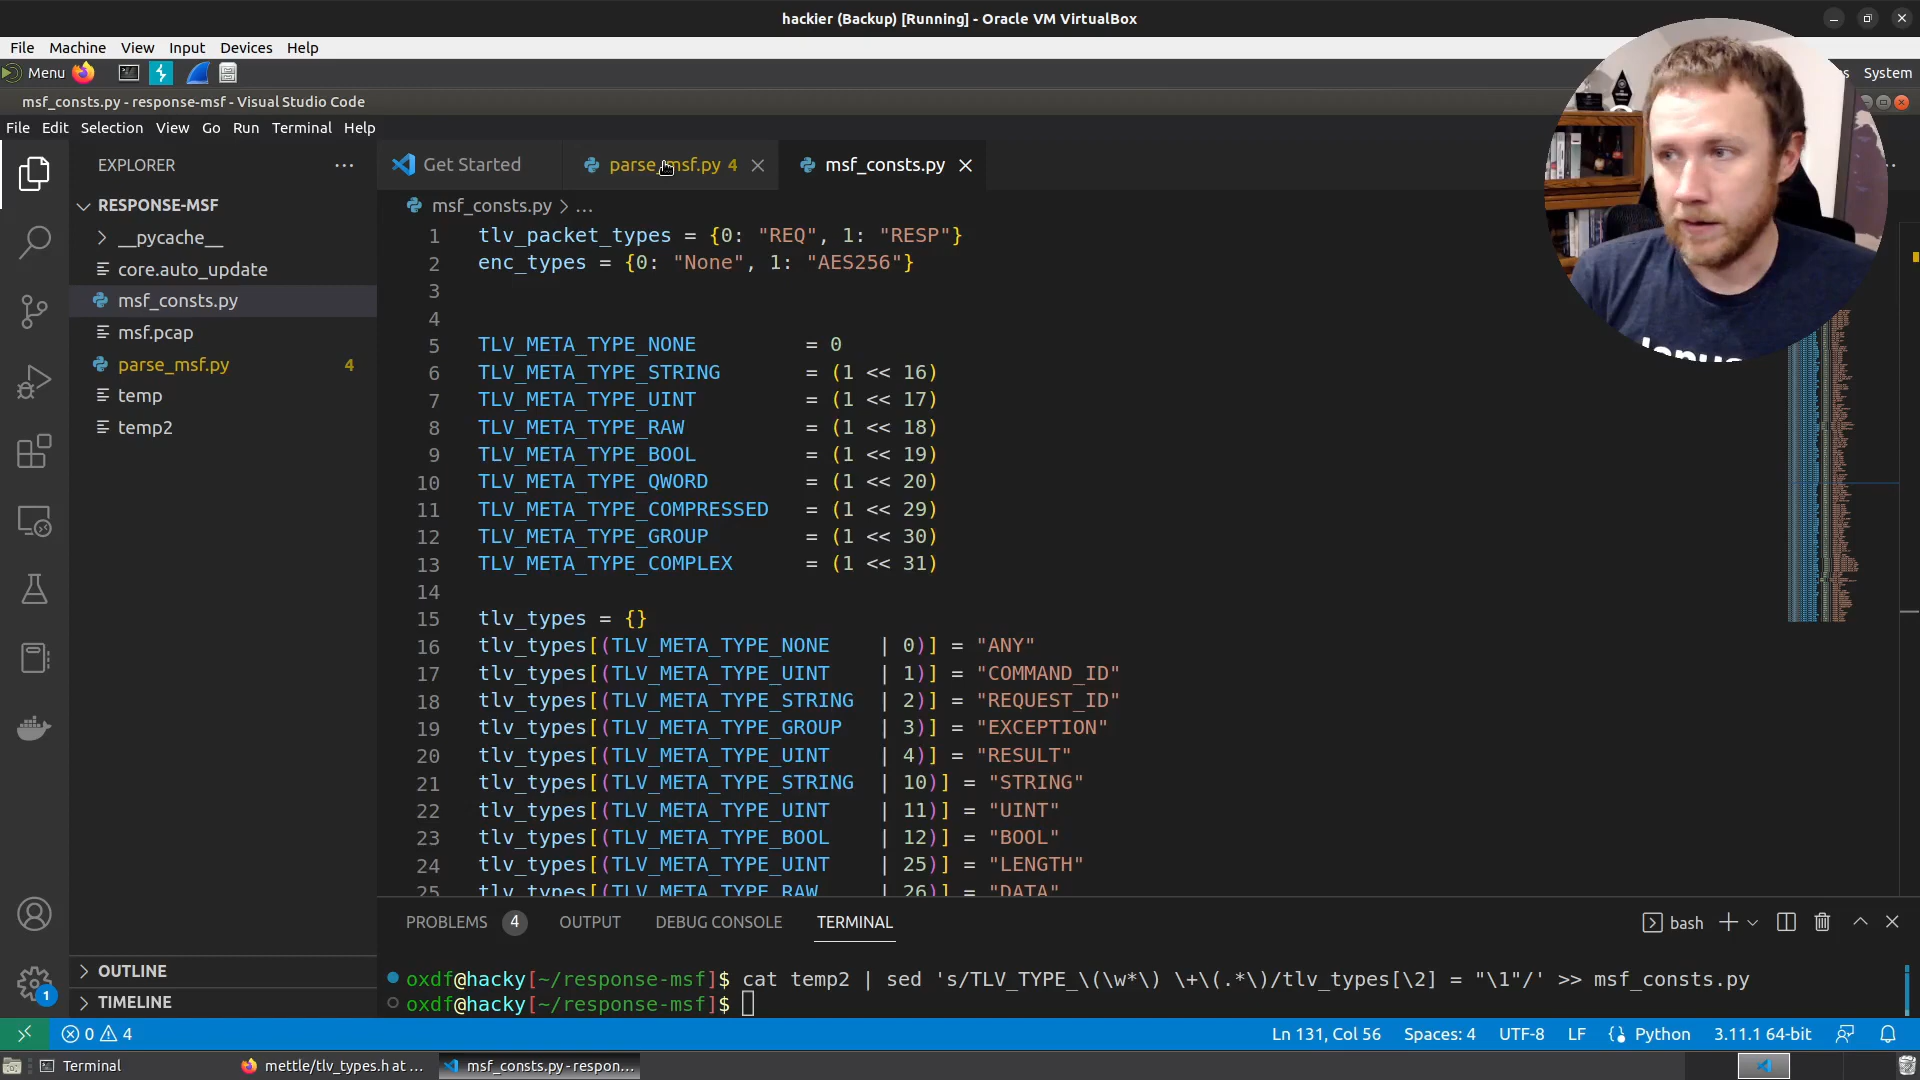 hackier (Backup) [Running] - Oracle VM VirtualBox
File Machine View Input Devices Help
Menu
System
msf_consts.py - response-msf - Visual Studio Code
File Edit Selection View Go Run Terminal Help
EXPLORER
RESPONSE-MSF
__pycache__
core.auto_update
msf_consts.py
msf.pcap
parse_msf.py 4
temp
temp2
OUTLINE
TIMELINE
1
Get Started
parse_msf.py 4
msf_consts.py
msf_consts.py > ...
1 tlv_packet_types = {0: "REQ", 1: "RESP"}
2 enc_types = {0: "None", 1: "AES256"}
3
4
5 TLV_META_TYPE_NONE = 0
6 TLV_META_TYPE_STRING = (1 << 16)
7 TLV_META_TYPE_UINT = (1 << 17)
8 TLV_META_TYPE_RAW = (1 << 18)
9 TLV_META_TYPE_BOOL = (1 << 19)
10 TLV_META_TYPE_QWORD = (1 << 20)
11 TLV_META_TYPE_COMPRESSED = (1 << 29)
12 TLV_META_TYPE_GROUP = (1 << 30)
13 TLV_META_TYPE_COMPLEX = (1 << 31)
14
15 tlv_types = {}
16 tlv_types[(TLV_META_TYPE_NONE | 0)] = "ANY"
17 tlv_types[(TLV_META_TYPE_UINT | 1)] = "COMMAND_ID"
18 tlv_types[(TLV_META_TYPE_STRING | 2)] = "REQUEST_ID"
19 tlv_types[(TLV_META_TYPE_GROUP | 3)] = "EXCEPTION"
20 tlv_types[(TLV_META_TYPE_UINT | 4)] = "RESULT"
21 tlv_types[(TLV_META_TYPE_STRING | 10)] = "STRING"
22 tlv_types[(TLV_META_TYPE_UINT | 11)] = "UINT"
23 tlv_types[(TLV_META_TYPE_BOOL | 12)] = "BOOL"
24 tlv_types[(TLV_META_TYPE_UINT | 25)] = "LENGTH"
25 tlv_types[(TLV_META_TYPE_RAW | 26)] = "DATA"
PROBLEMS 4 OUTPUT DEBUG CONSOLE TERMINAL
bash
oxdf@hacky[~/response-msf]$ cat temp2 | sed 's/TLV_TYPE_\(\w*\) \+\(.*\)/tlv_types[\2] = "\1"/' >> msf_consts.py
oxdf@hacky[~/response-msf]$
0 4
Ln 131, Col 56 Spaces: 4 UTF-8 LF Python 3.11.1 64-bit
Terminal
mettle/tlv_types.h at ...
msf_consts.py - respon...